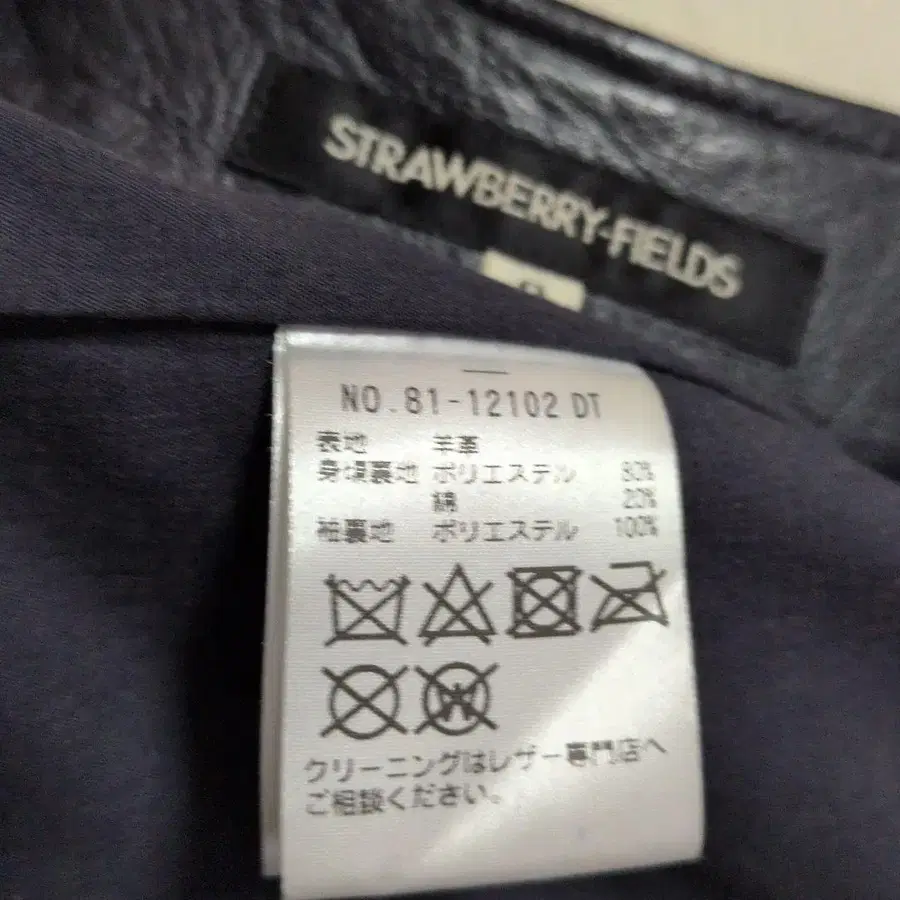 STRAWBERRY-FIELDS
NO.81-12102 DT
表地 羊革
身頃裏地 ポリエステル 80%
綿 20%
袖裏地 ポリエステル 100%
クリーニングはレザー専門店へ
ご相談ください。